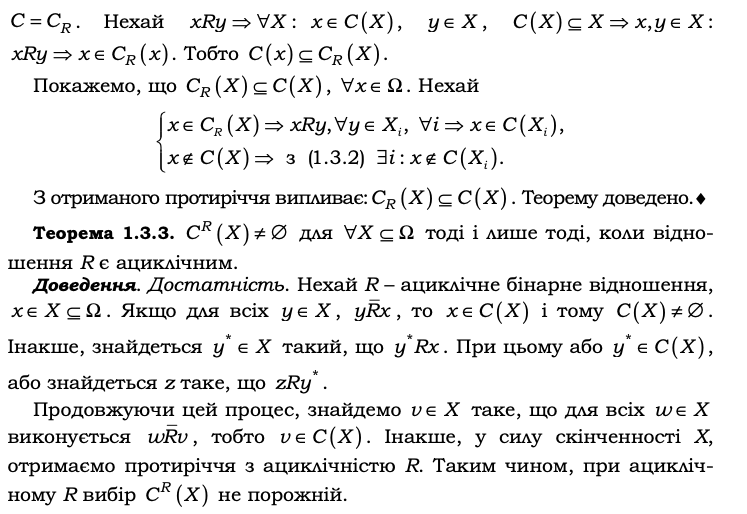 C = C_R. Нехай xRy ⇒ ∀X: x ∈ C(X), y ∈ X, C(X) ⊆ X ⇒ x, y ∈ X:
xRy ⇒ x ∈ C_R(x). Тобто C(x) ⊆ C_R(X).
Покажемо, що C_R(X) ⊆ C(X), ∀x ∈ Ω. Нехай
{x ∈ C_R(X) ⇒ xRy, ∀y ∈ X_i, ∀i ⇒ x ∈ C(X_i),
x ∉ C(X) ⇒ з (1.3.2) ∃i: x ∉ C(X_i).
З отриманого протиріччя випливає: C_R(X) ⊆ C(X). Теорему доведено.♦
Теорема 1.3.3. C^R(X) ≠ ∅ для ∀X ⊆ Ω тоді і лише тоді, коли відно-
шення R є ациклічним.
Доведення. Достатність. Нехай R – ациклічне бінарне відношення,
x ∈ X ⊆ Ω. Якщо для всіх y ∈ X, yR̄x, то x ∈ C(X) і тому C(X) ≠ ∅.
Інакше, знайдеться y* ∈ X такий, що y*Rx. При цьому або y* ∈ C(X),
або знайдеться z таке, що zRy*.
Продовжуючи цей процес, знайдемо v ∈ X таке, що для всіх w ∈ X
виконується wR̄v, тобто v ∈ C(X). Інакше, у силу скінченності X,
отримаємо протиріччя з ациклічністю R. Таким чином, при ацикліч-
ному R вибір C^R(X) не порожній.